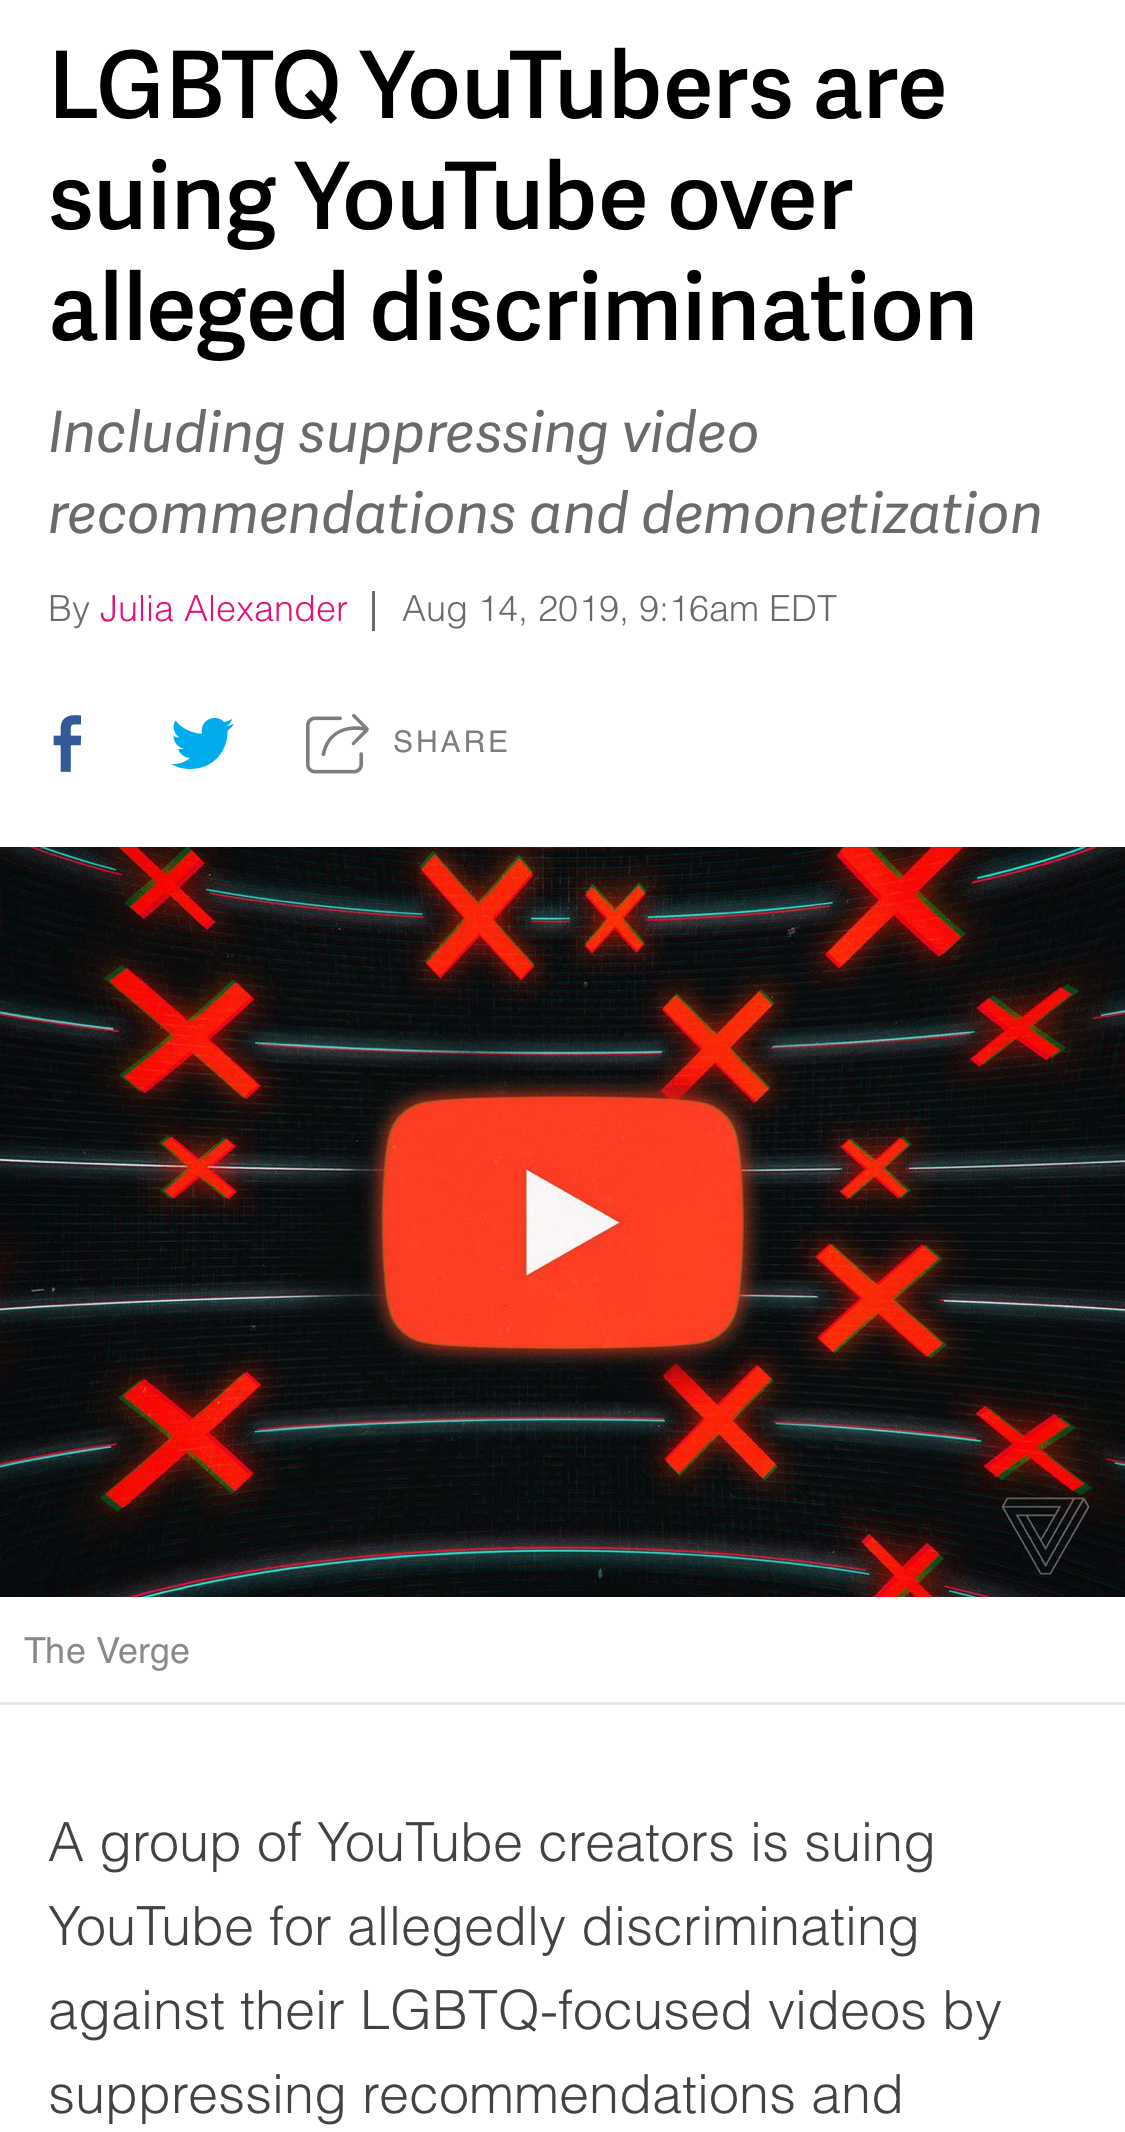 LGBTQ YouTubers are
suing YouTube over
alleged discrimination
Including suppressing video
recommendations and demonetization
By Julia Alexander | Aug 14, 2019, 9:16am EDT
SHARE
The Verge
A group of YouTube creators is suing
YouTube for allegedly discriminating
against their LGBTQ-focused videos by
suppressing recommendations and